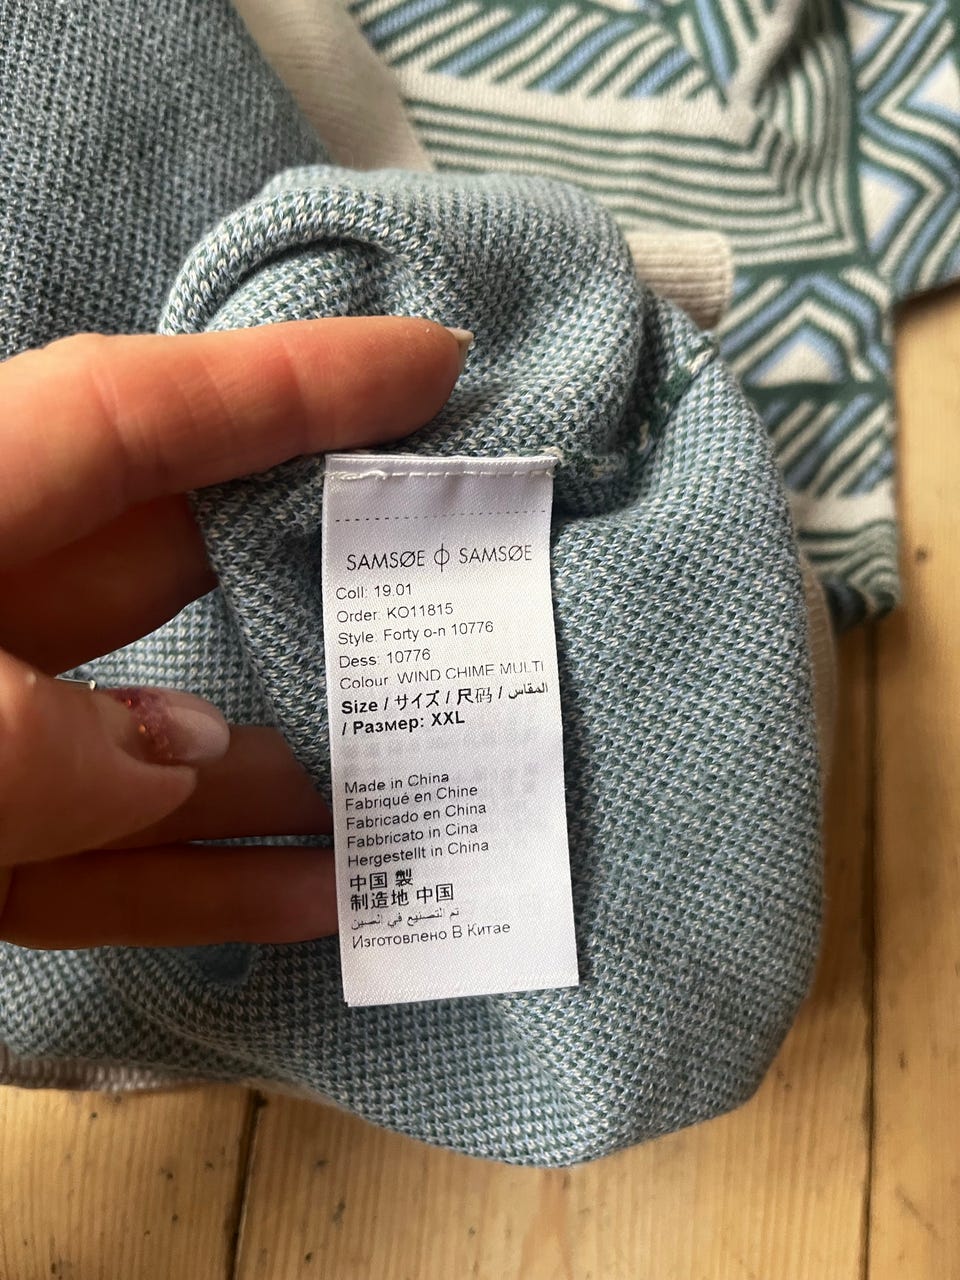 SAMSØE ɸ SAMSØE
Coll: 19.01
Order: KO11815
Style: Forty o-n 10776
Dess: 10776
Colour: WIND CHIME MULTI
Size / サイズ / 尺码 / المقاس
/ Размер: XXL
Made in China
Fabriqué en Chine
Fabricado en China
Fabbricato in Cina
Hergestellt in China
中国 製
制造地 中国
تم التصنيع في الصين
Изготовлено В Китае